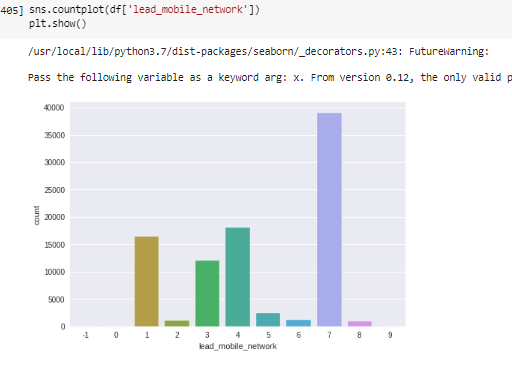 405] sns.countplot(df['lead_mobile_network'])
plt.show()
/usr/local/lib/python3.7/dist-packages/seaborn/_decorators.py:43: FutureWarning:
Pass the following variable as a keyword arg: x. From version 0.12, the only valid p
40000
35000
30000
25000
20000
15000
10000
5000
0
count
-1 0 1 2 3 4 5 6 7 8 9
lead_mobile_network